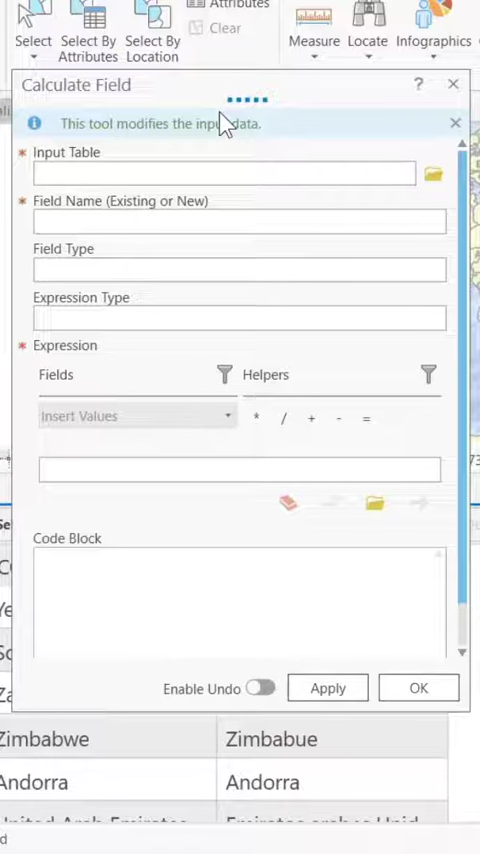 Attributes
Clear
Select
Select By
Attributes
Select By
Location
Measure
Locate
Infographics
Calculate Field
?
This tool modifies the input data.
* Input Table
* Field Name (Existing or New)
Field Type
Expression Type
* Expression
Fields
Helpers
Insert Values
* / + - =
Code Block
Enable Undo
Apply
OK
Zimbabwe
Zimbabue
Andorra
Andorra